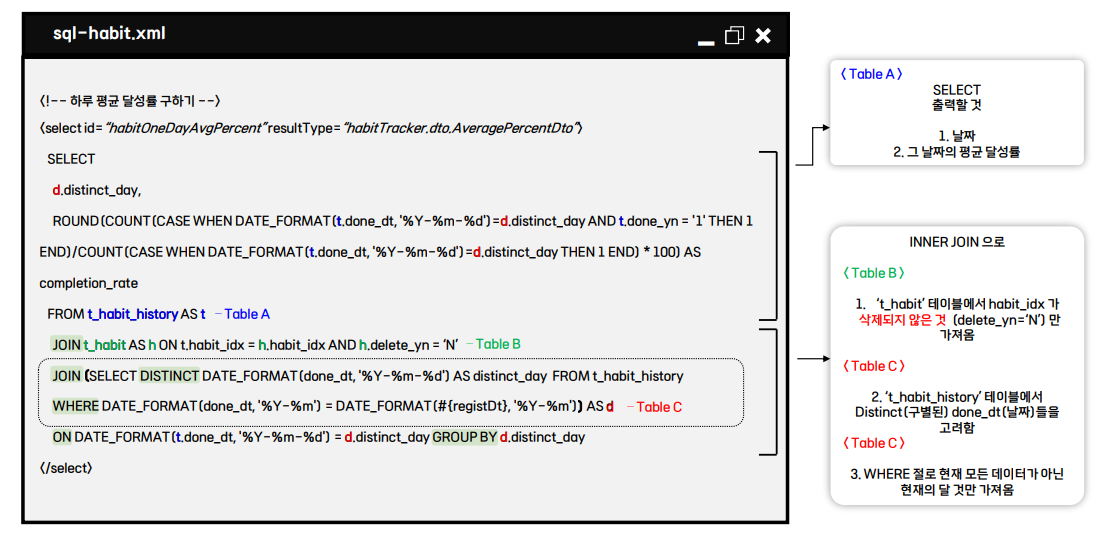 sql-habit.xml
<!-- 하루 평균 달성률 구하기 -->
<select id="habitOneDayAvgPercent" resultType="habitTracker.dto.AveragePercentDto">
SELECT
d.distinct_day,
ROUND(COUNT(CASE WHEN DATE_FORMAT(t.done_dt, '%Y-%m-%d')=d.distinct_day AND t.done_yn = '1' THEN 1
END)/COUNT(CASE WHEN DATE_FORMAT(t.done_dt, '%Y-%m-%d')=d.distinct_day THEN 1 END) * 100) AS
completion_rate
FROM t_habit_history AS t - Table A
JOIN t_habit AS h ON t.habit_idx = h.habit_idx AND h.delete_yn = 'N' - Table B
JOIN (SELECT DISTINCT DATE_FORMAT(done_dt, '%Y-%m-%d') AS distinct_day FROM t_habit_history
WHERE DATE_FORMAT(done_dt, '%Y-%m') = DATE_FORMAT(#{registDt}, '%Y-%m')) AS d - Table C
ON DATE_FORMAT(t.done_dt, '%Y-%m-%d') = d.distinct_day GROUP BY d.distinct_day
</select>
< Table A >
SELECT
출력할 것
1. 날짜
2. 그 날짜의 평균 달성률
INNER JOIN 으로
< Table B >
1. 't_habit' 테이블에서 habit_idx 가
삭제되지 않은 것 (delete_yn='N') 만
가져옴
< Table C >
2. 't_habit_history' 테이블에서
Distinct(구별된) done_dt(날짜)들을
고려함
< Table C >
3. WHERE 절로 현재 모든 데이터가 아닌
현재의 달 것만 가져옴